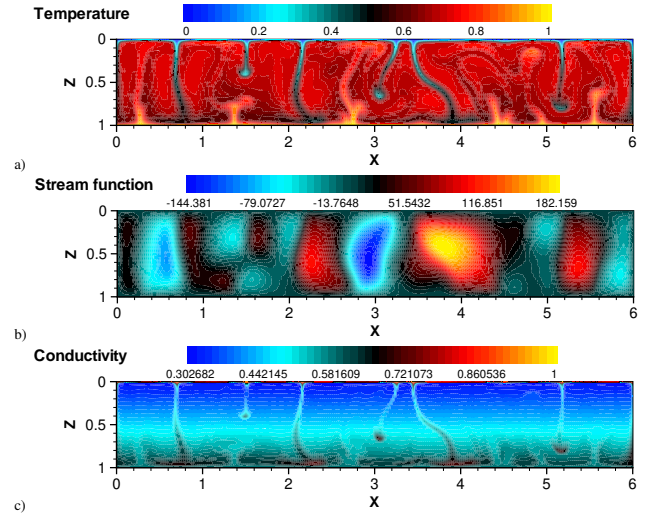 Temperature
0 0.2 0.4 0.6 0.8 1
0
0.5
1
Z
0 1 2 3 4 5 6
X
a)
Stream function
-144.381 -79.0727 -13.7648 51.5432 116.851 182.159
0
0.5
1
Z
0 1 2 3 4 5 6
X
b)
Conductivity
0.302682 0.442145 0.581609 0.721073 0.860536 1
0
0.5
1
Z
0 1 2 3 4 5 6
X
c)